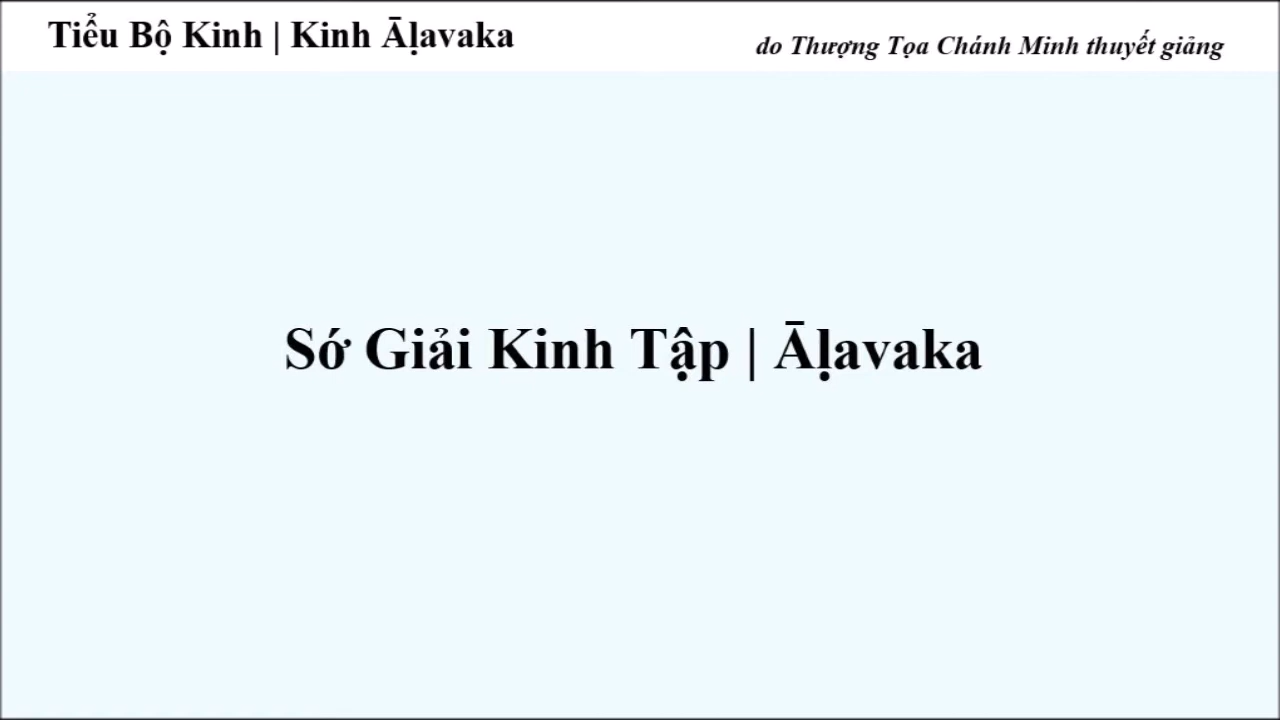 Tiểu Bộ Kinh | Kinh Āḷavaka
do Thượng Tọa Chánh Minh thuyết giảng
Sớ Giải Kinh Tập | Āḷavaka